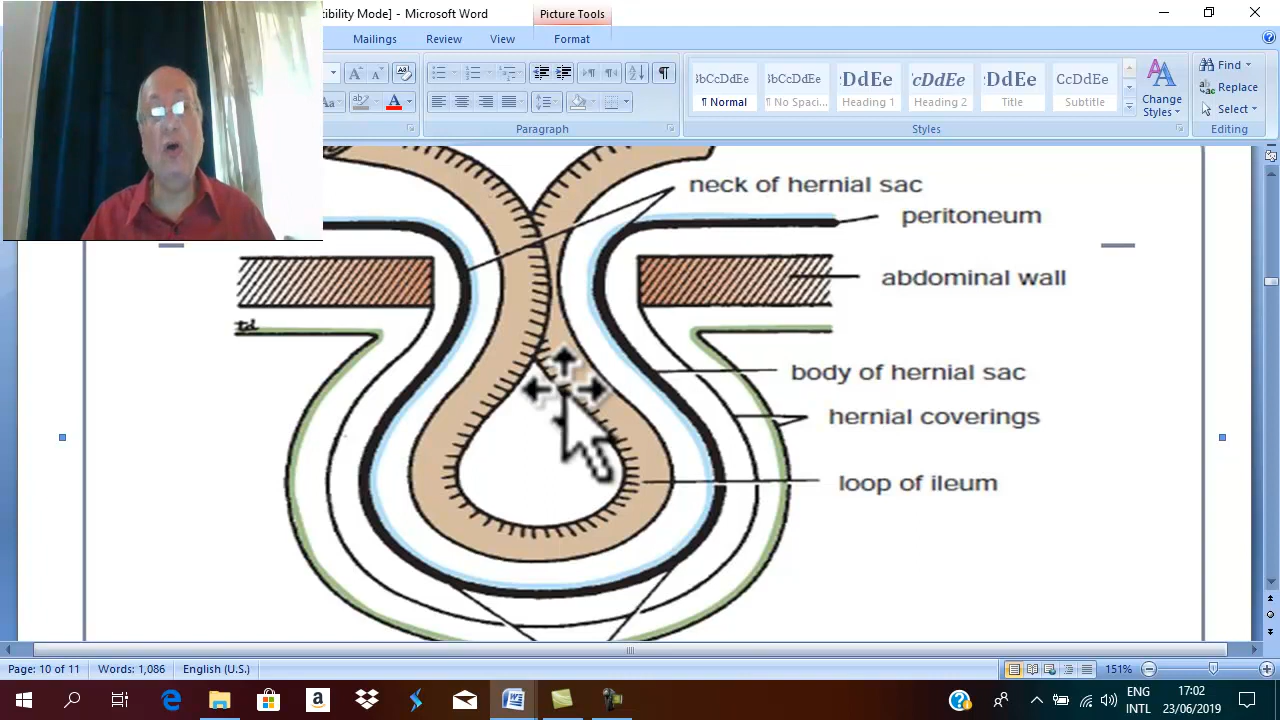 tibility Mode] - Microsoft Word
Picture Tools
Mailings
Review
View
Format
Find
Replace
Select
Change
Styles
AaBbCcDdEe
¶ Normal
¶ No Spaci...
Heading 1
Heading 2
Title
Subtitle
Paragraph
Styles
Editing
neck of hernial sac
peritoneum
abdominal wall
td
body of hernial sac
hernial coverings
loop of ileum
Page: 10 of 11
Words: 1,086
English (U.S.)
151%
ENG
INTL
17:02
23/06/2019